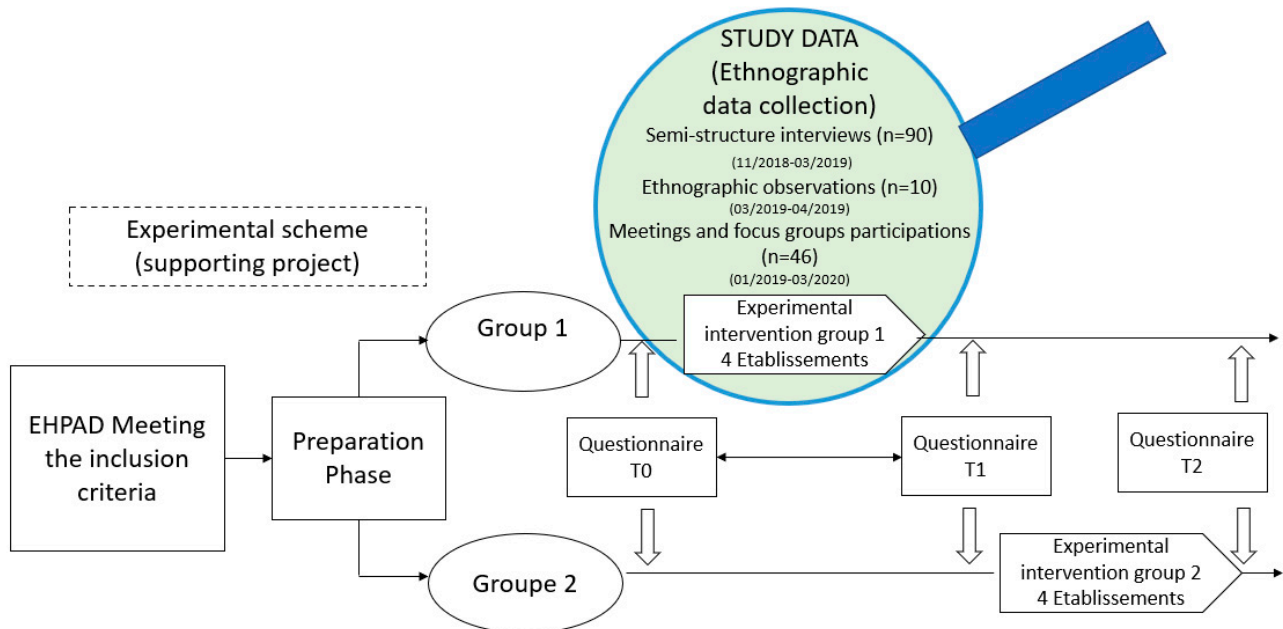 STUDY DATA
(Ethnographic
data collection)
Semi-structure interviews (n=90)
(11/2018-03/2019)
Ethnographic observations (n=10)
(03/2019-04/2019)
Meetings and focus groups participations
(n=46)
(01/2019-03/2020)
Experimental scheme
(supporting project)
Group 1
Experimental
intervention group 1
4 Etablissements
EHPAD Meeting
the inclusion
criteria
Preparation
Phase
Questionnaire
T0
Questionnaire
T1
Questionnaire
T2
Groupe 2
Experimental
intervention group 2
4 Etablissements